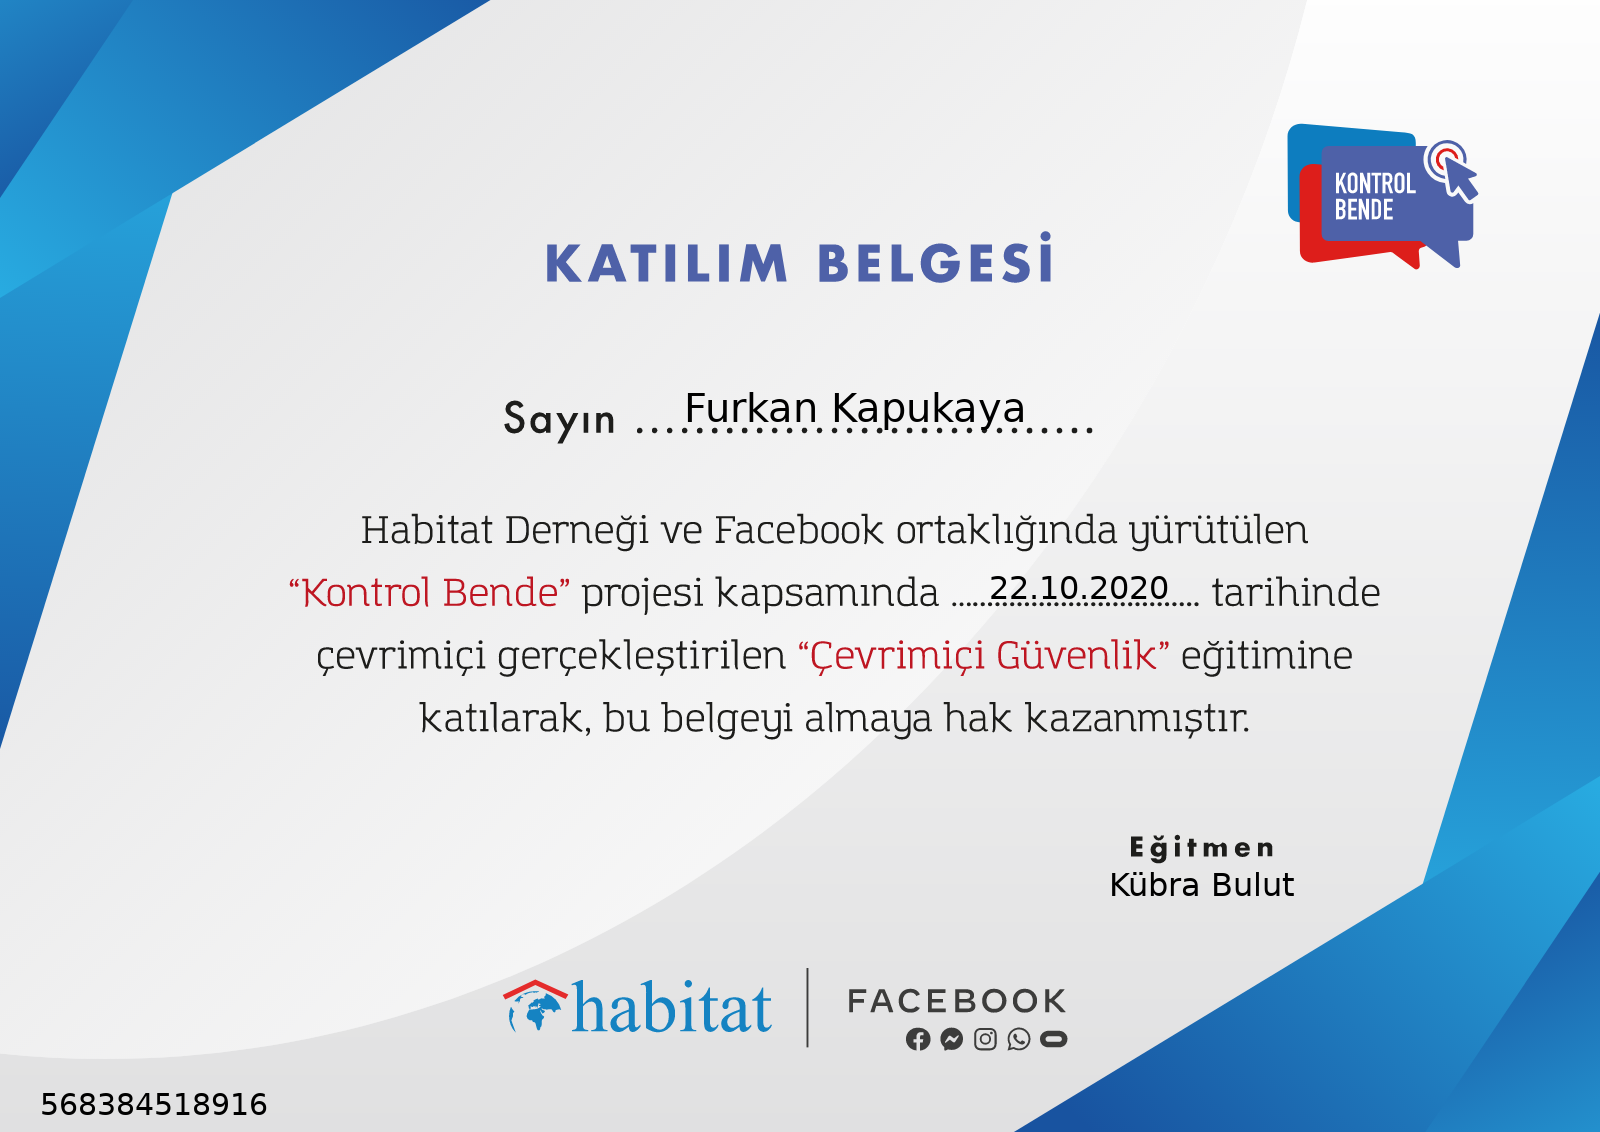 KONTROL
BENDE
KATILIM BELGESİ
Sayın ................................ Furkan Kapukaya
Habitat Derneği ve Facebook ortaklığında yürütülen
“Kontrol Bende” projesi kapsamında 22.10.2020 tarihinde
çevrimiçi gerçekleştirilen “Çevrimiçi Güvenlik” eğitimine
katılarak, bu belgeyi almaya hak kazanmıştır.
Eğitmen
Kübra Bulut
habitat
FACEBOOK
568384518916